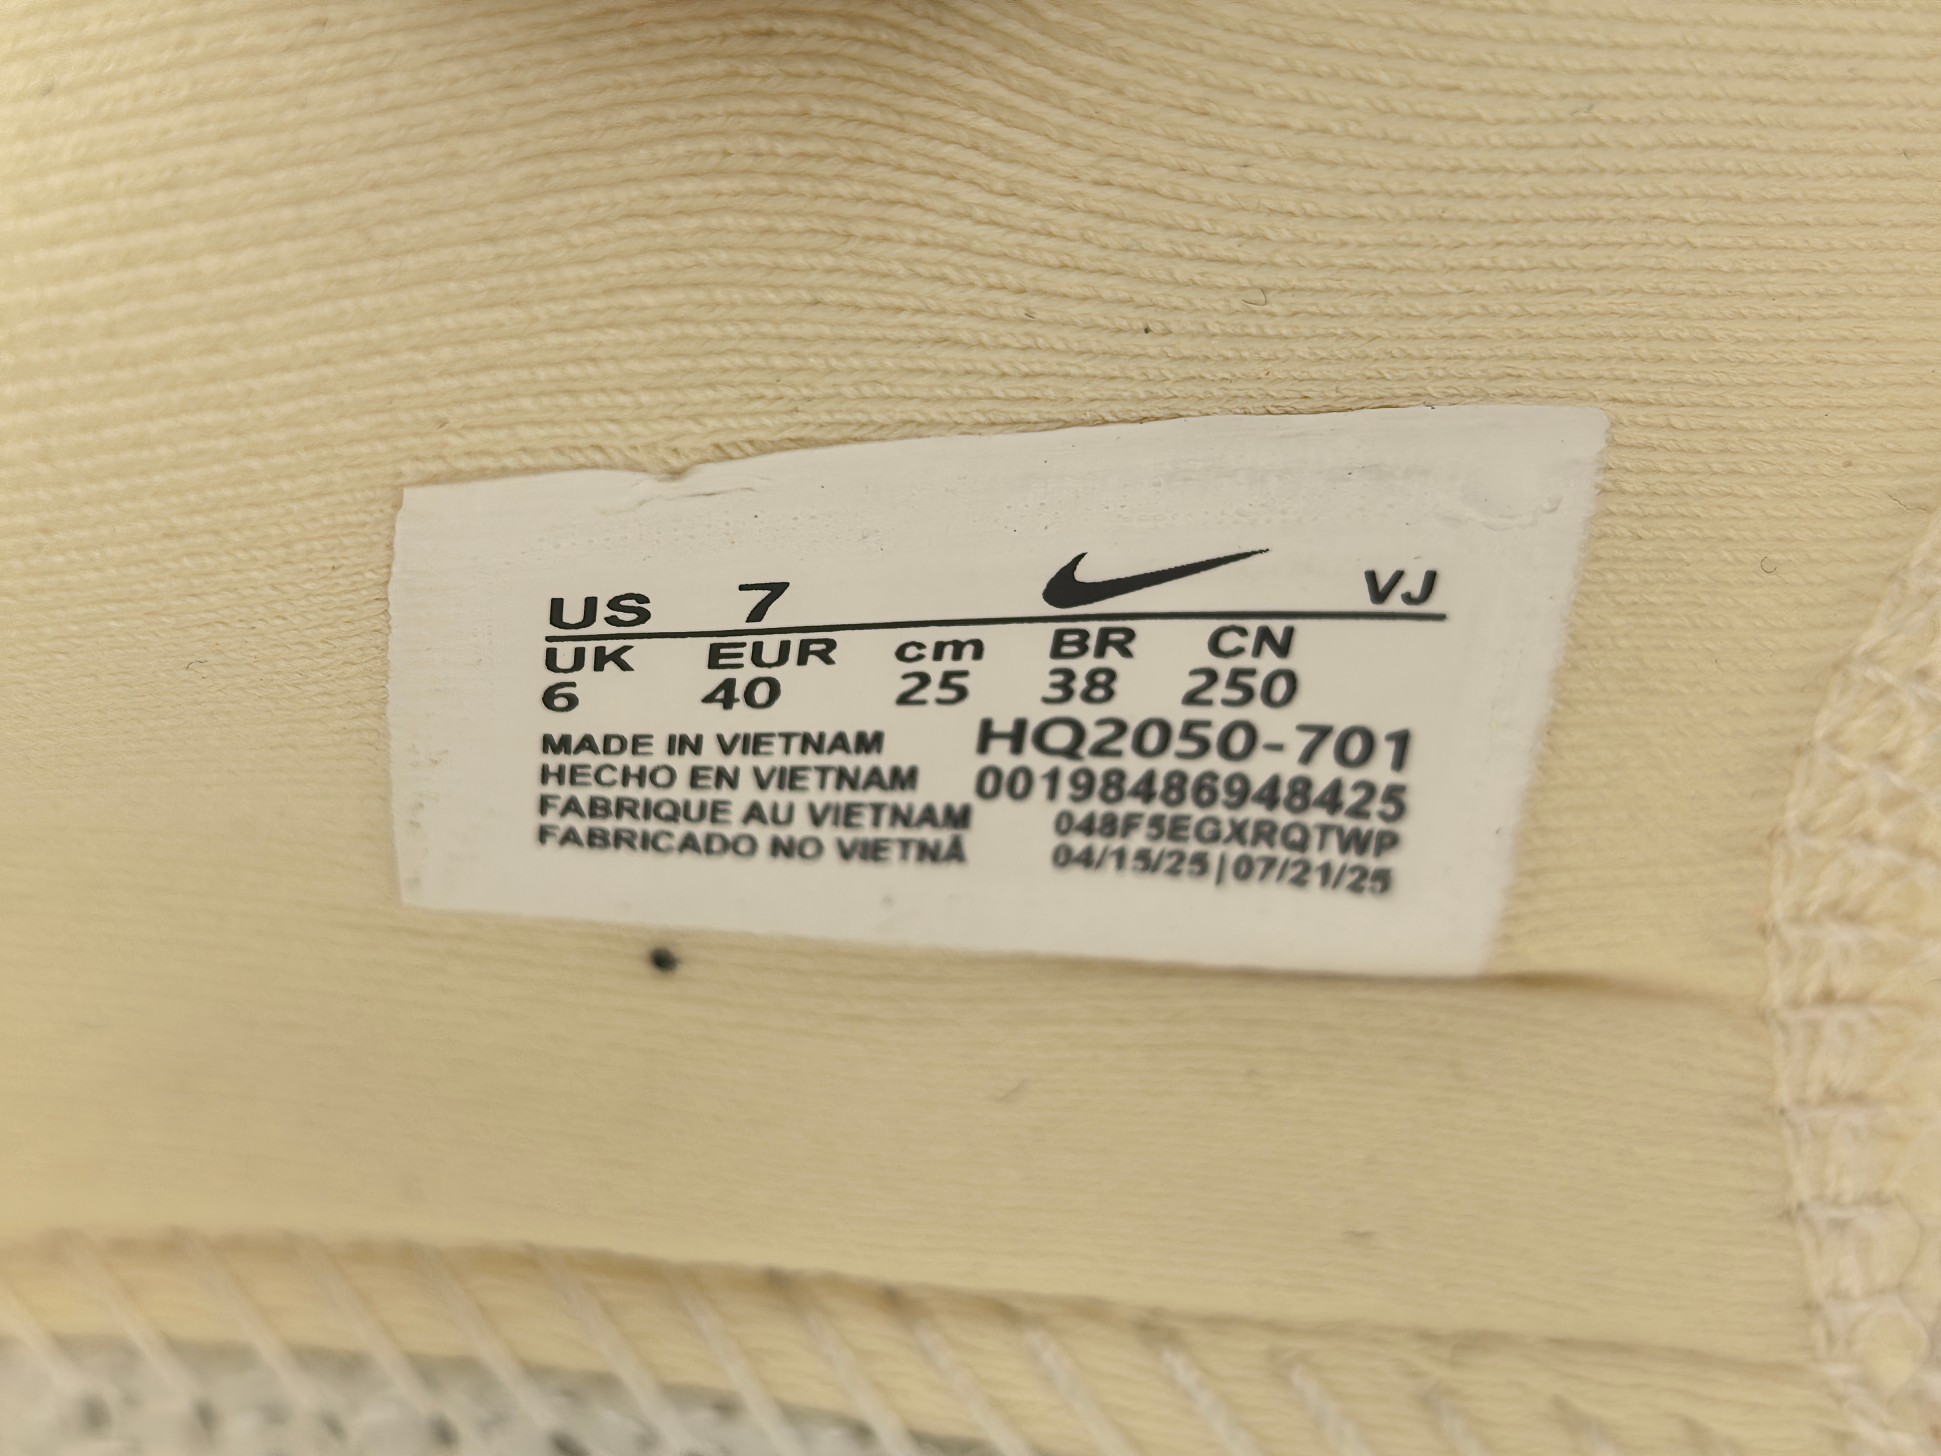 US 7 VJ
UK EUR cm BR CN
6 40 25 38 250
MADE IN VIETNAM HQ2050-701
HECHO EN VIETNAM 00198486948425
FABRIQUE AU VIETNAM 048F5EGXRQTWP
FABRICADO NO VIETNÃ 04/15/25|07/21/25